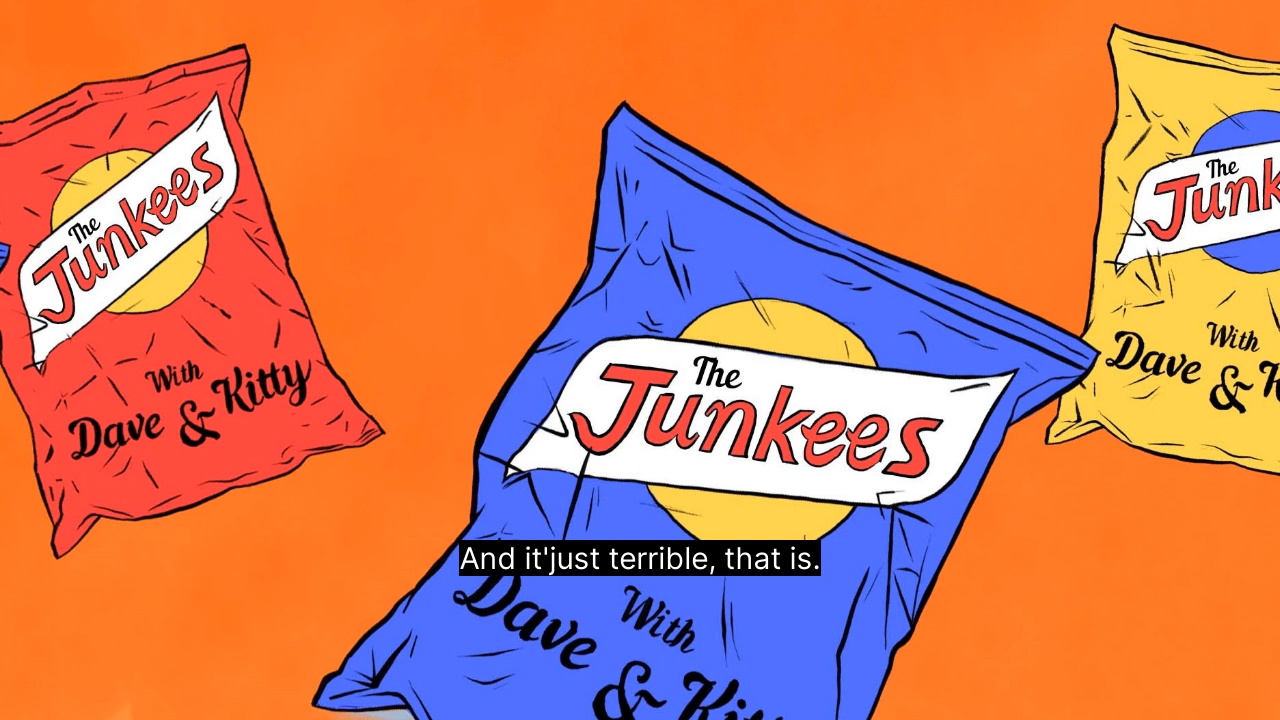 The
Junkees
With
Dave & Kitty
The
Junkees
And it'just terrible, that is.
With
Dave & Kitt
The
Junk
With
Dave & K